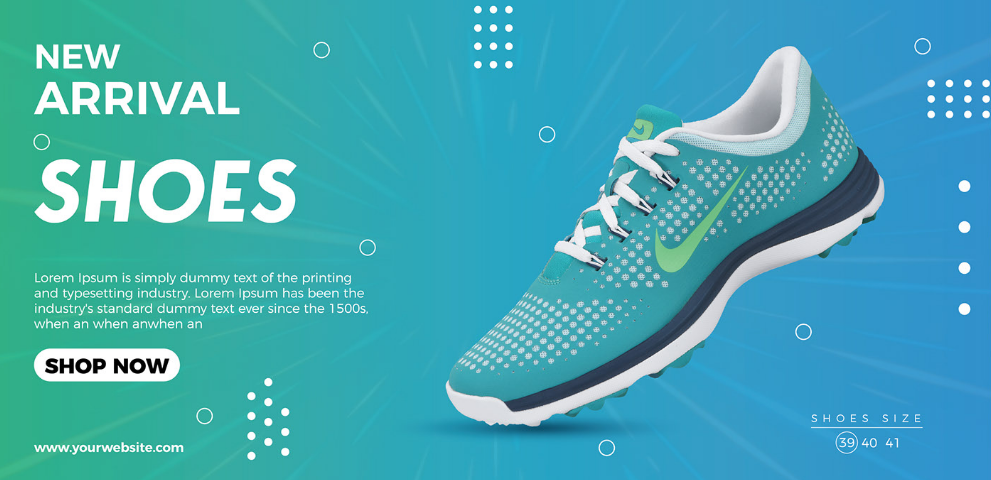 NEW
ARRIVAL
SHOES
Lorem Ipsum is simply dummy text of the printing
and typesetting industry. Lorem Ipsum has been the
industry's standard dummy text ever since the 1500s,
when an when anwhen an
SHOP NOW
www.yourwebsite.com
SHOES SIZE
39 40 41